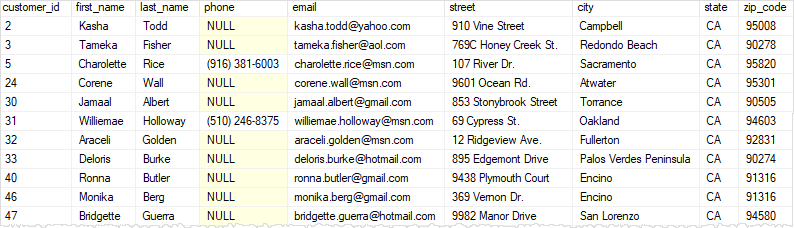 customer_id first_name last_name phone email street city state zip_code
2 Kasha Todd NULL kasha.todd@yahoo.com 910 Vine Street Campbell CA 95008
3 Tameka Fisher NULL tameka.fisher@aol.com 769C Honey Creek St. Redondo Beach CA 90278
5 Charolette Rice (916) 381-6003 charolette.rice@msn.com 107 River Dr. Sacramento CA 95820
24 Corene Wall NULL corene.wall@msn.com 9601 Ocean Rd. Atwater CA 95301
30 Jamaal Albert NULL jamaal.albert@gmail.com 853 Stonybrook Street Torrance CA 90505
31 Williemae Holloway (510) 246-8375 williemae.holloway@msn.com 69 Cypress St. Oakland CA 94603
32 Araceli Golden NULL araceli.golden@msn.com 12 Ridgeview Ave. Fullerton CA 92831
33 Deloris Burke NULL deloris.burke@hotmail.com 895 Edgemont Drive Palos Verdes Peninsula CA 90274
40 Ronna Butler NULL ronna.butler@gmail.com 9438 Plymouth Court Encino CA 91316
46 Monika Berg NULL monika.berg@gmail.com 369 Vernon Dr. Encino CA 91316
47 Bridgette Guerra NULL bridgette.guerra@hotmail.com 9982 Manor Drive San Lorenzo CA 94580